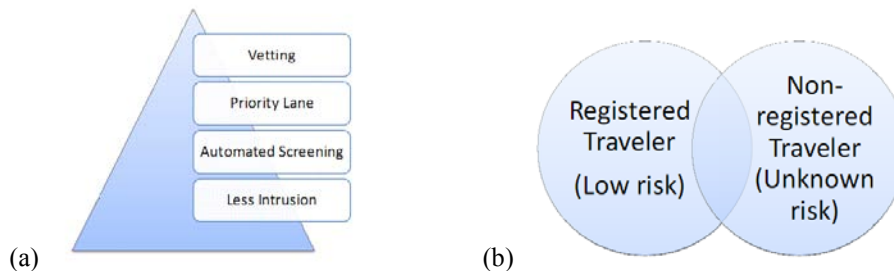 Vetting
Priority Lane
Automated Screening
Less Intrusion
(a)
Registered
Traveler
(Low risk)
Non-
registered
Traveler
(Unknown
risk)
(b)